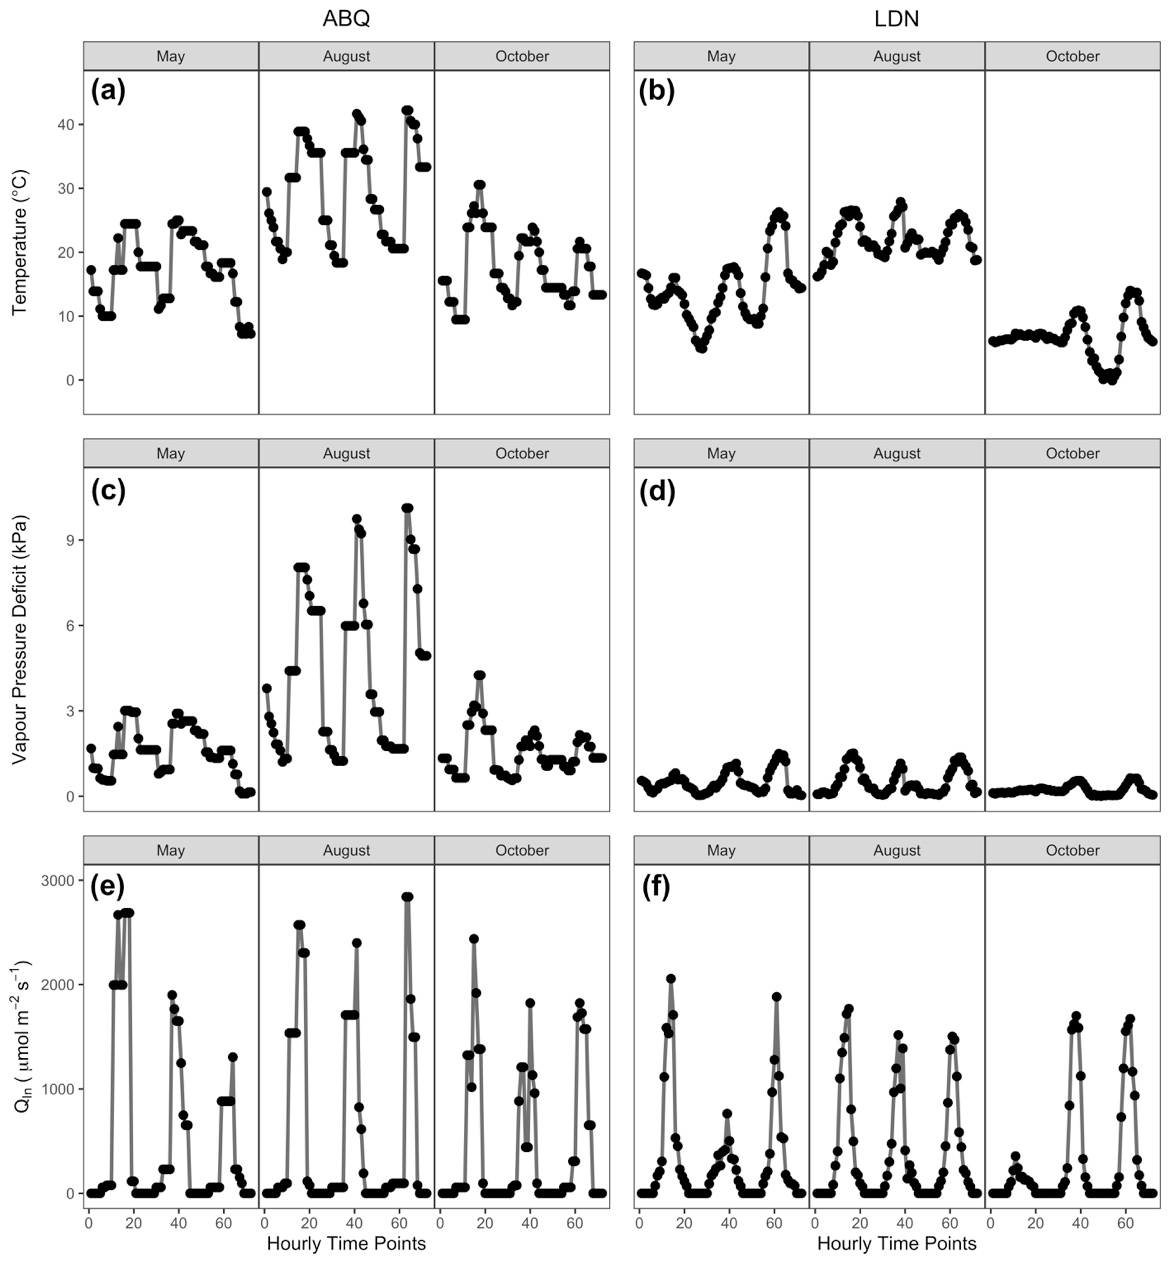 ABQ LDN
May August October May August October
(a) (b)
Temperature (°C)
40
30
20
10
0
May August October May August October
(c) (d)
Vapour Pressure Deficit (kPa)
9
6
3
0
May August October May August October
(e) (f)
Q_In ( μmol m⁻² s⁻¹)
3000
2000
1000
0
0 20 40 60 0 20 40 60 0 20 40 60 0 20 40 60 0 20 40 60 0 20 40 60
Hourly Time Points Hourly Time Points